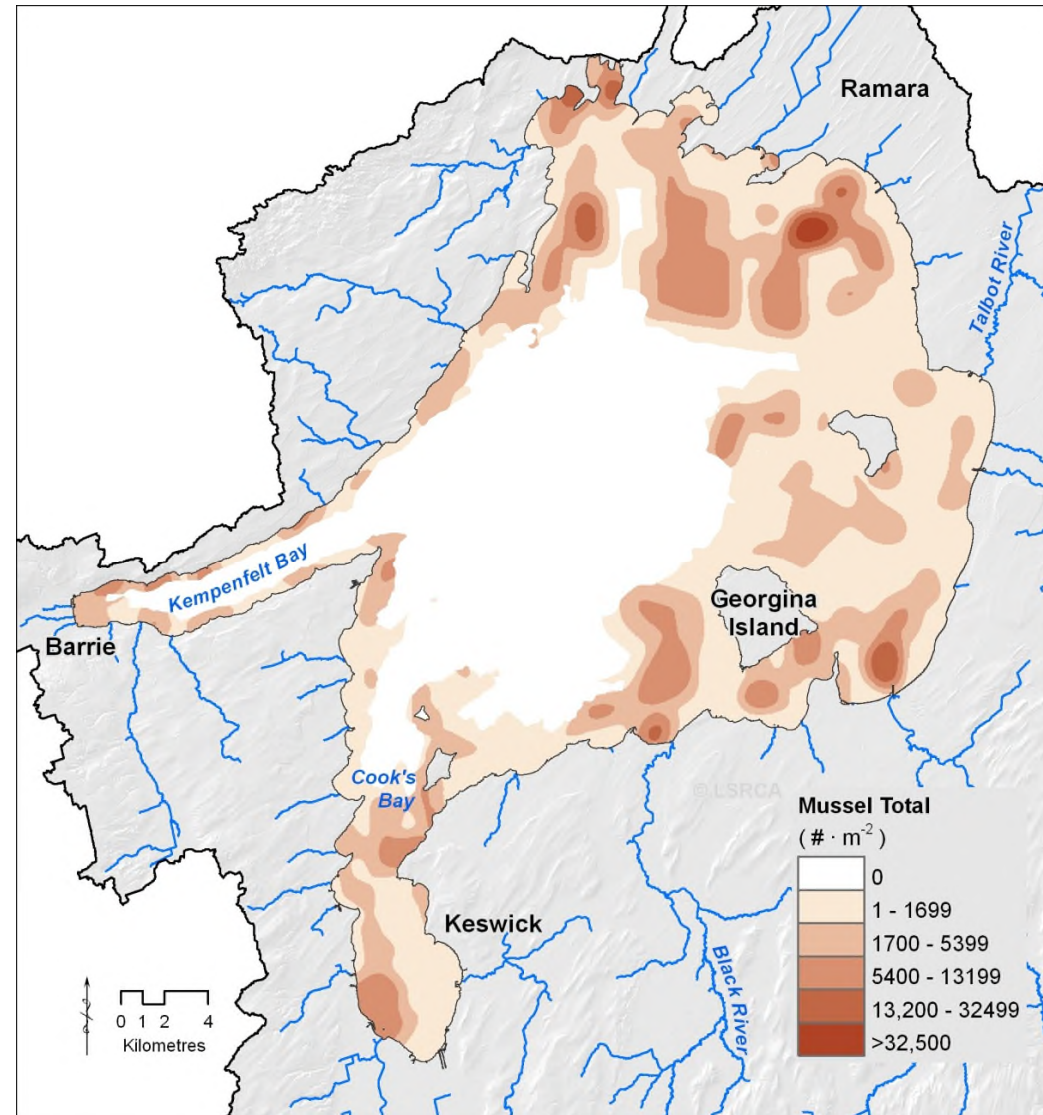 Ramara
Talbot River
Kempenfelt Bay
Barrie
Georgina
Island
Cook's
Bay
© LSRCA
Keswick
Black River
Mussel Total
( # · m-2 )
0
1 - 1699
1700 - 5399
5400 - 13199
13,200 - 32499
>32,500
0 1 2 4
Kilometres